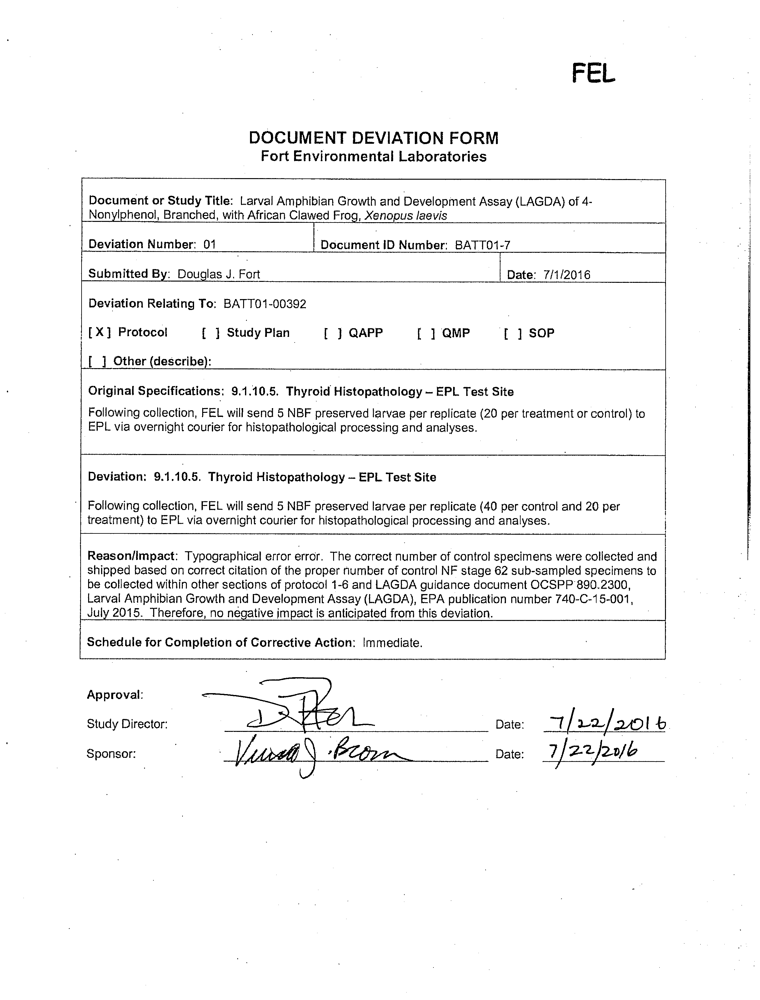 FEL
DOCUMENT DEVIATION FORM
Fort Environmental Laboratories
Document or Study Title: Larval Amphibian Growth and Development Assay (LAGDA) of 4-
Nonylphenol, Branched, with African Clawed Frog, Xenopus laevis
Deviation Number: 01 Document ID Number: BATT01-7
Submitted By: Douglas J. Fort Date: 7/1/2016
Deviation Relating To: BATT01-00392
[ X ] Protocol [ ] Study Plan [ ] QAPP [ ] QMP [ ] SOP
[ ] Other (describe):
Original Specifications: 9.1.10.5. Thyroid Histopathology – EPL Test Site
Following collection, FEL will send 5 NBF preserved larvae per replicate (20 per treatment or control) to
EPL via overnight courier for histopathological processing and analyses.
Deviation: 9.1.10.5. Thyroid Histopathology – EPL Test Site
Following collection, FEL will send 5 NBF preserved larvae per replicate (40 per control and 20 per
treatment) to EPL via overnight courier for histopathological processing and analyses.
Reason/Impact: Typographical error error. The correct number of control specimens were collected and
shipped based on correct citation of the proper number of control NF stage 62 sub-sampled specimens to
be collected within other sections of protocol 1-6 and LAGDA guidance document OCSPP 890.2300,
Larval Amphibian Growth and Development Assay (LAGDA), EPA publication number 740-C-15-001,
July 2015. Therefore, no negative impact is anticipated from this deviation.
Schedule for Completion of Corrective Action: Immediate.
Approval:
Study Director: Date: 7/22/2016
Sponsor: J. Brown Date: 7/22/2016